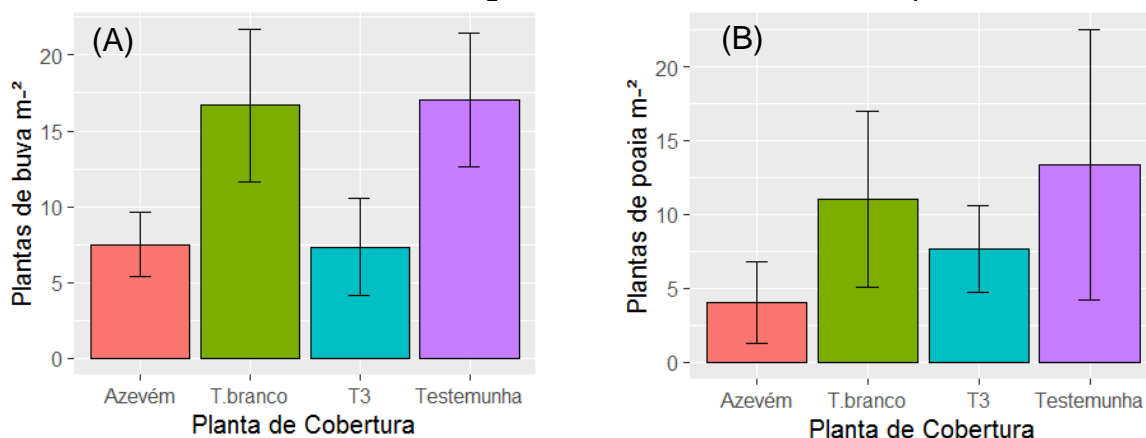 (A)
Plantas de buva m-²
20
15
10
5
0
Azevém T.branco T3 Testemunha
Planta de Cobertura
(B)
Plantas de poaia m-²
20
15
10
5
0
Azevém T.branco T3 Testemunha
Planta de Cobertura